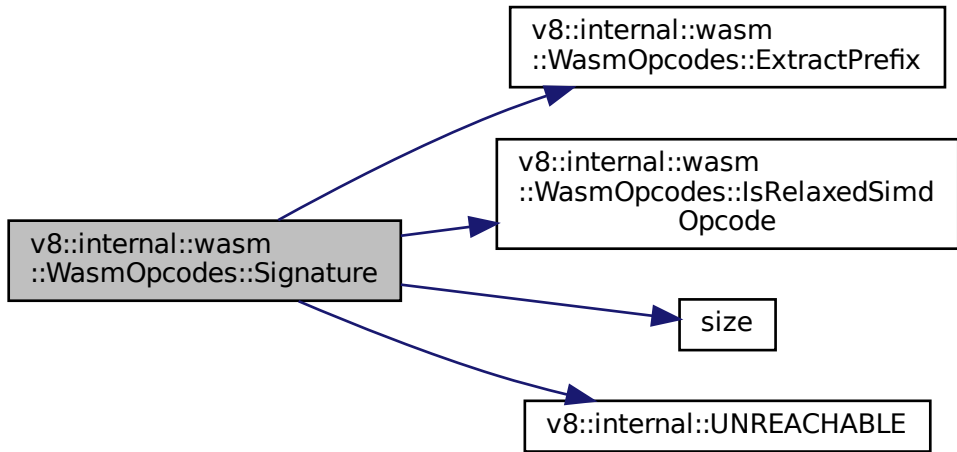 v8::internal::wasm
::WasmOpcodes::ExtractPrefix
v8::internal::wasm
::WasmOpcodes::IsRelaxedSimd
Opcode
v8::internal::wasm
::WasmOpcodes::Signature
size
v8::internal::UNREACHABLE